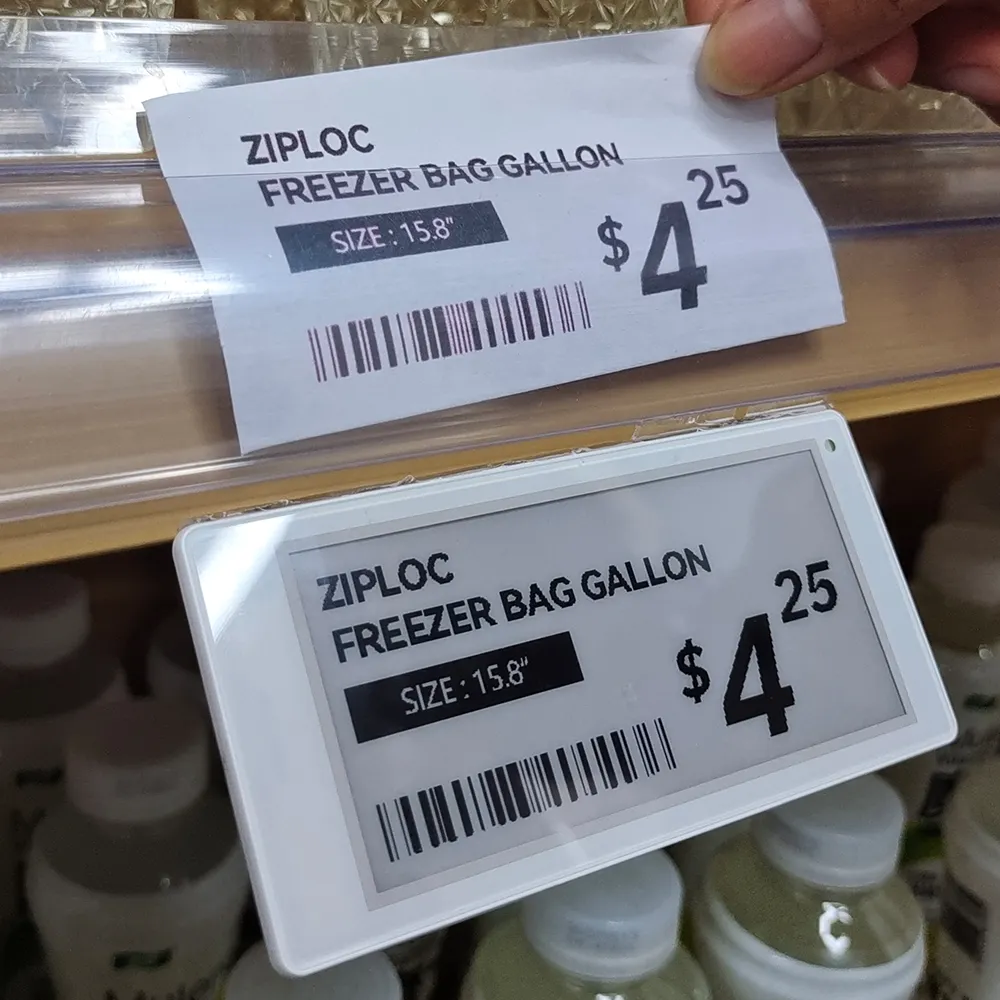 ZIPLOC
FREEZER BAG GALLON
SIZE : 15.8"
$4 25
ZIPLOC
FREEZER BAG GALLON
SIZE : 15.8"
$4 25